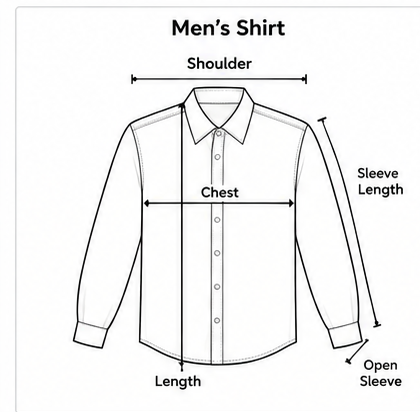 Men's Shirt
Shoulder
Sleeve
Length
Chest
Open
Sleeve
Length